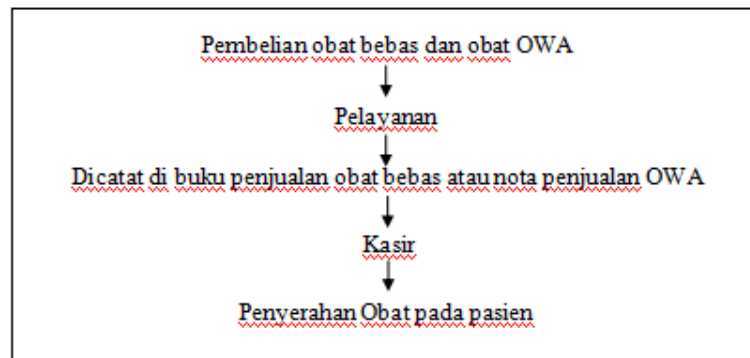 Pembelian obat bebas dan obat OWA
Pelayanan
Dicatat di buku penjualan obat bebas atau nota penjualan OWA
Kasir
Penyerahan Obat pada pasien